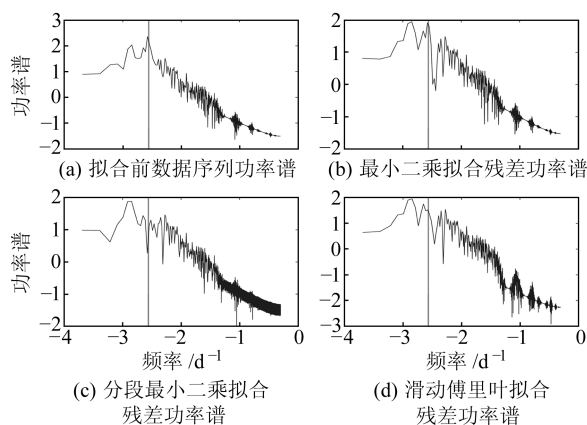 功率谱
3
2
1
0
−1
−2
(a) 拟合前数据序列功率谱
2
1
0
−1
−2
(b) 最小二乘拟合残差功率谱
功率谱
2
1
0
−1
−2
−4 −3 −2 −1 0
频率 /d⁻¹
(c) 分段最小二乘拟合
残差功率谱
2
1
0
−1
−2
−3
−4 −3 −2 −1 0
频率 /d⁻¹
(d) 滑动傅里叶拟合
残差功率谱